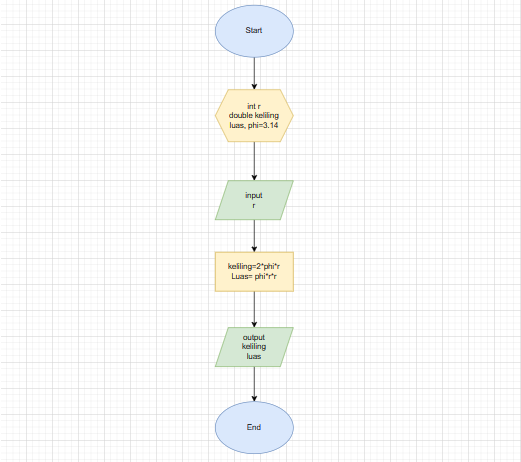 Start
int r
double keliling
luas, phi=3.14
input
r
keliling=2*phi*r
Luas= phi*r*r
output
keliling
luas
End